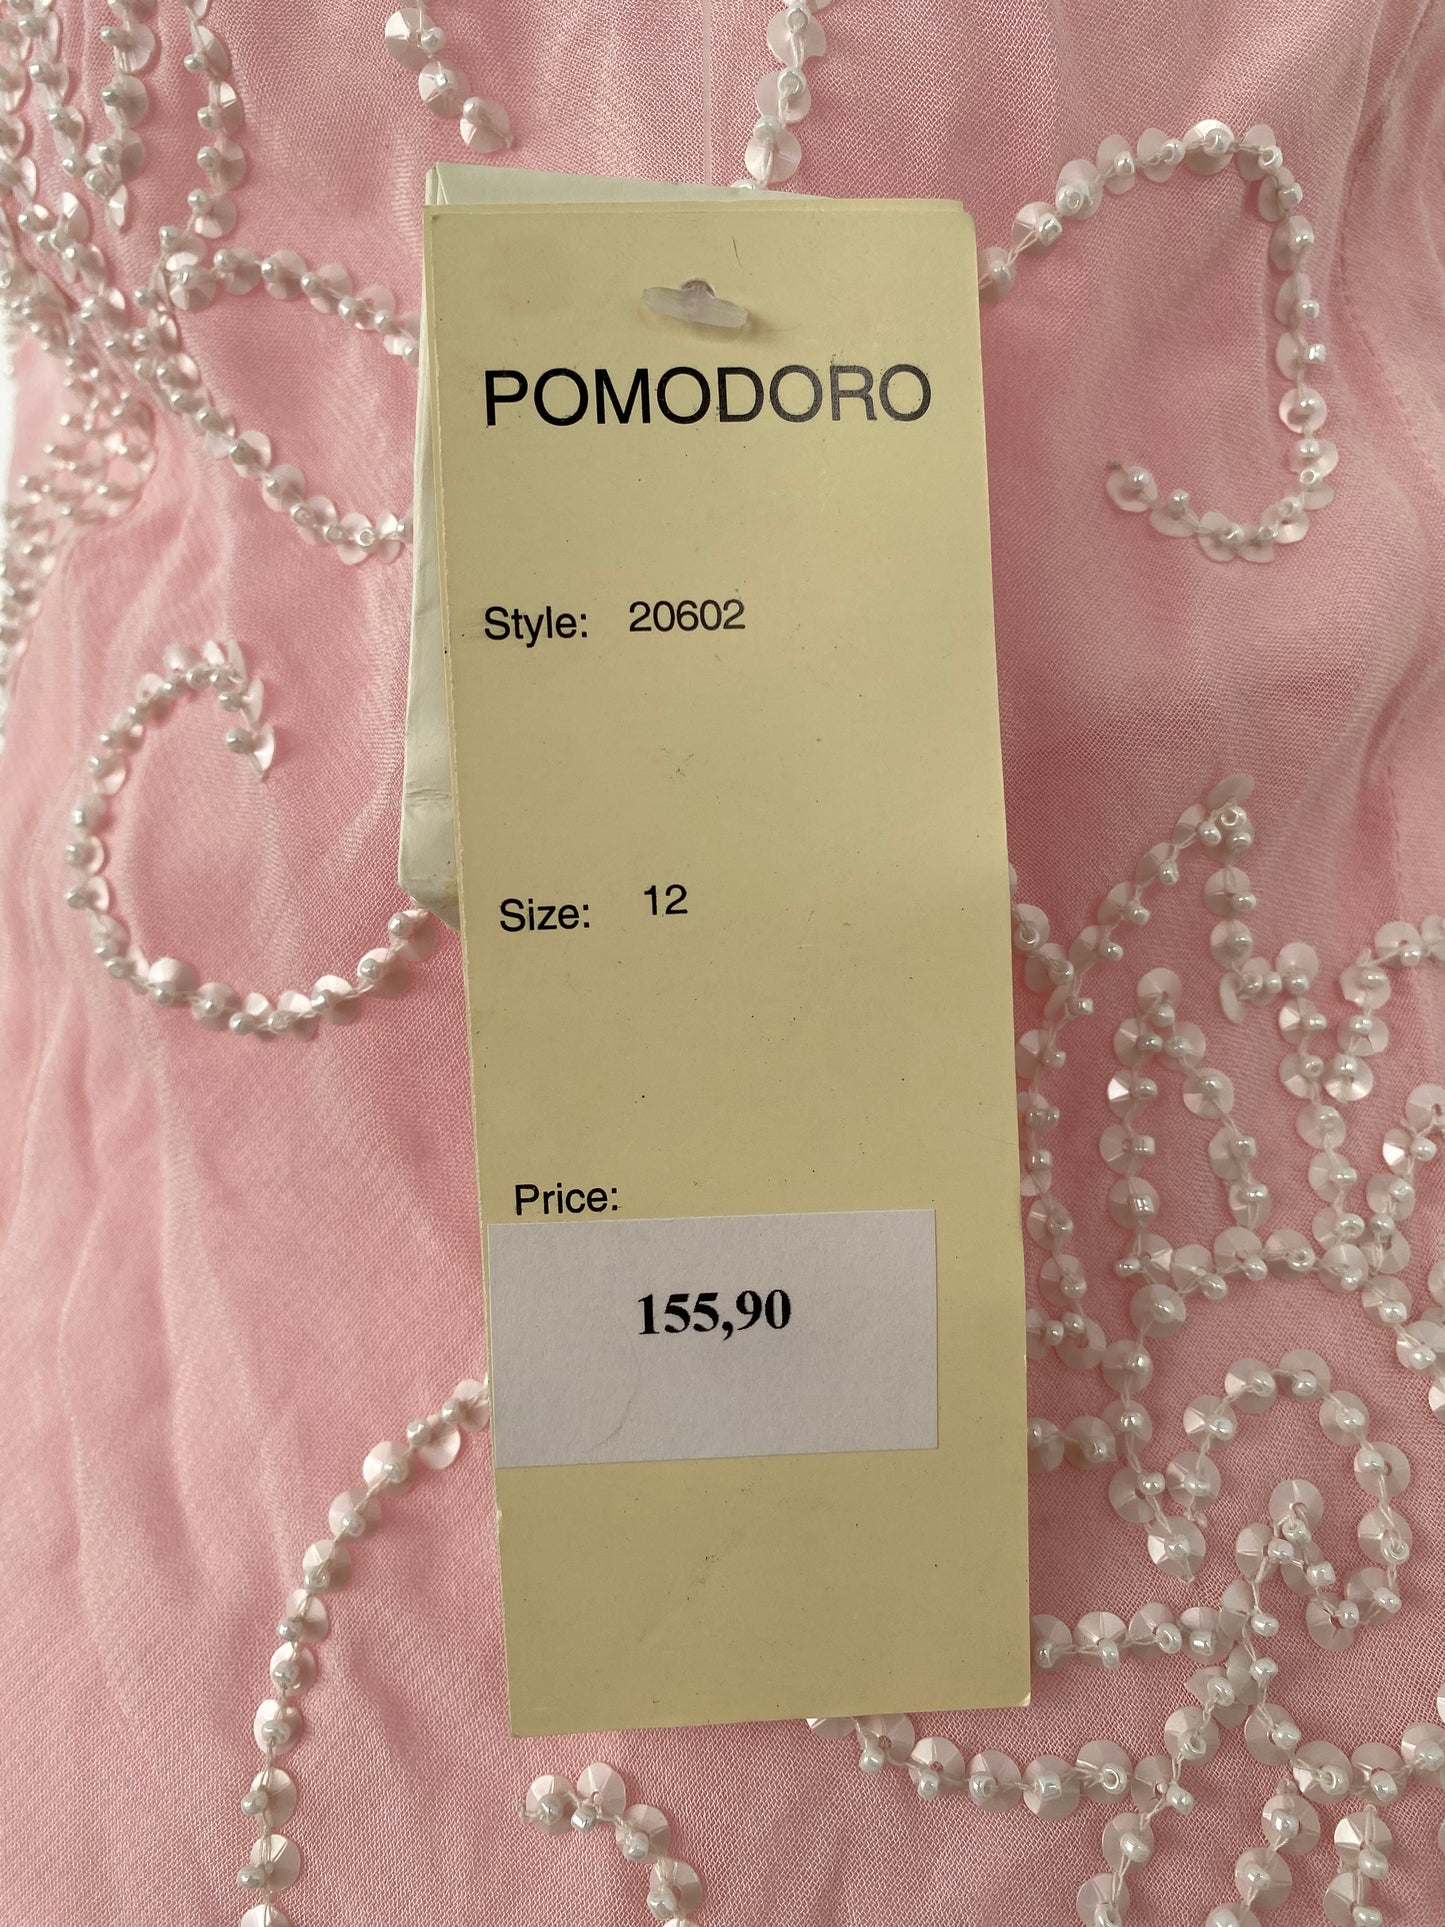 POMODORO
Style: 20602
Size: 12
Price:
155,90